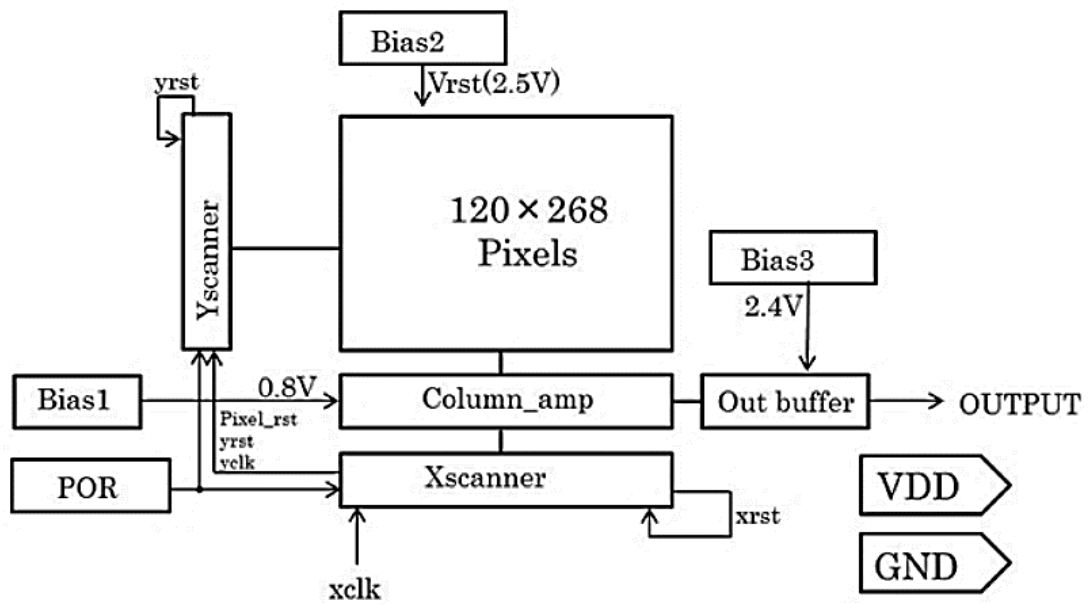 Bias2
Vrst(2.5V)
yrst
Yscanner
120×268
Pixels
Bias3
2.4V
Bias1
0.8V
Column_amp
Out buffer
OUTPUT
Pixel_rst
yrst
yclk
POR
Xscanner
xrst
xclk
VDD
GND